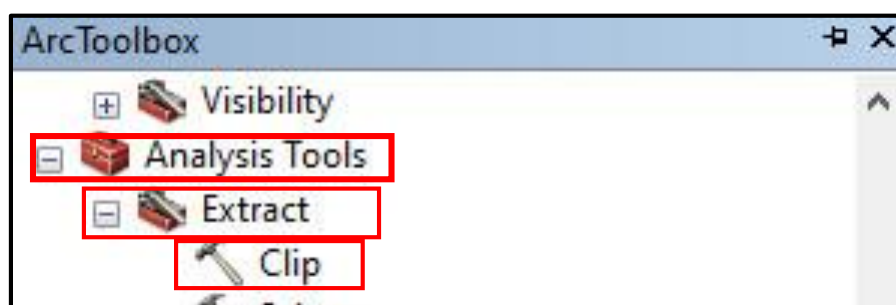 ArcToolbox
Visibility
Analysis Tools
Extract
Clip